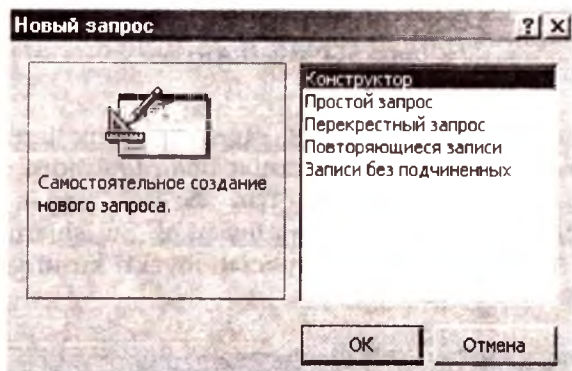 Новый запрос
Самостоятельное создание
нового запроса.
Конструктор
Простой запрос
Перекрестный запрос
Повторяющиеся записи
Записи без подчиненных
OK
Отмена